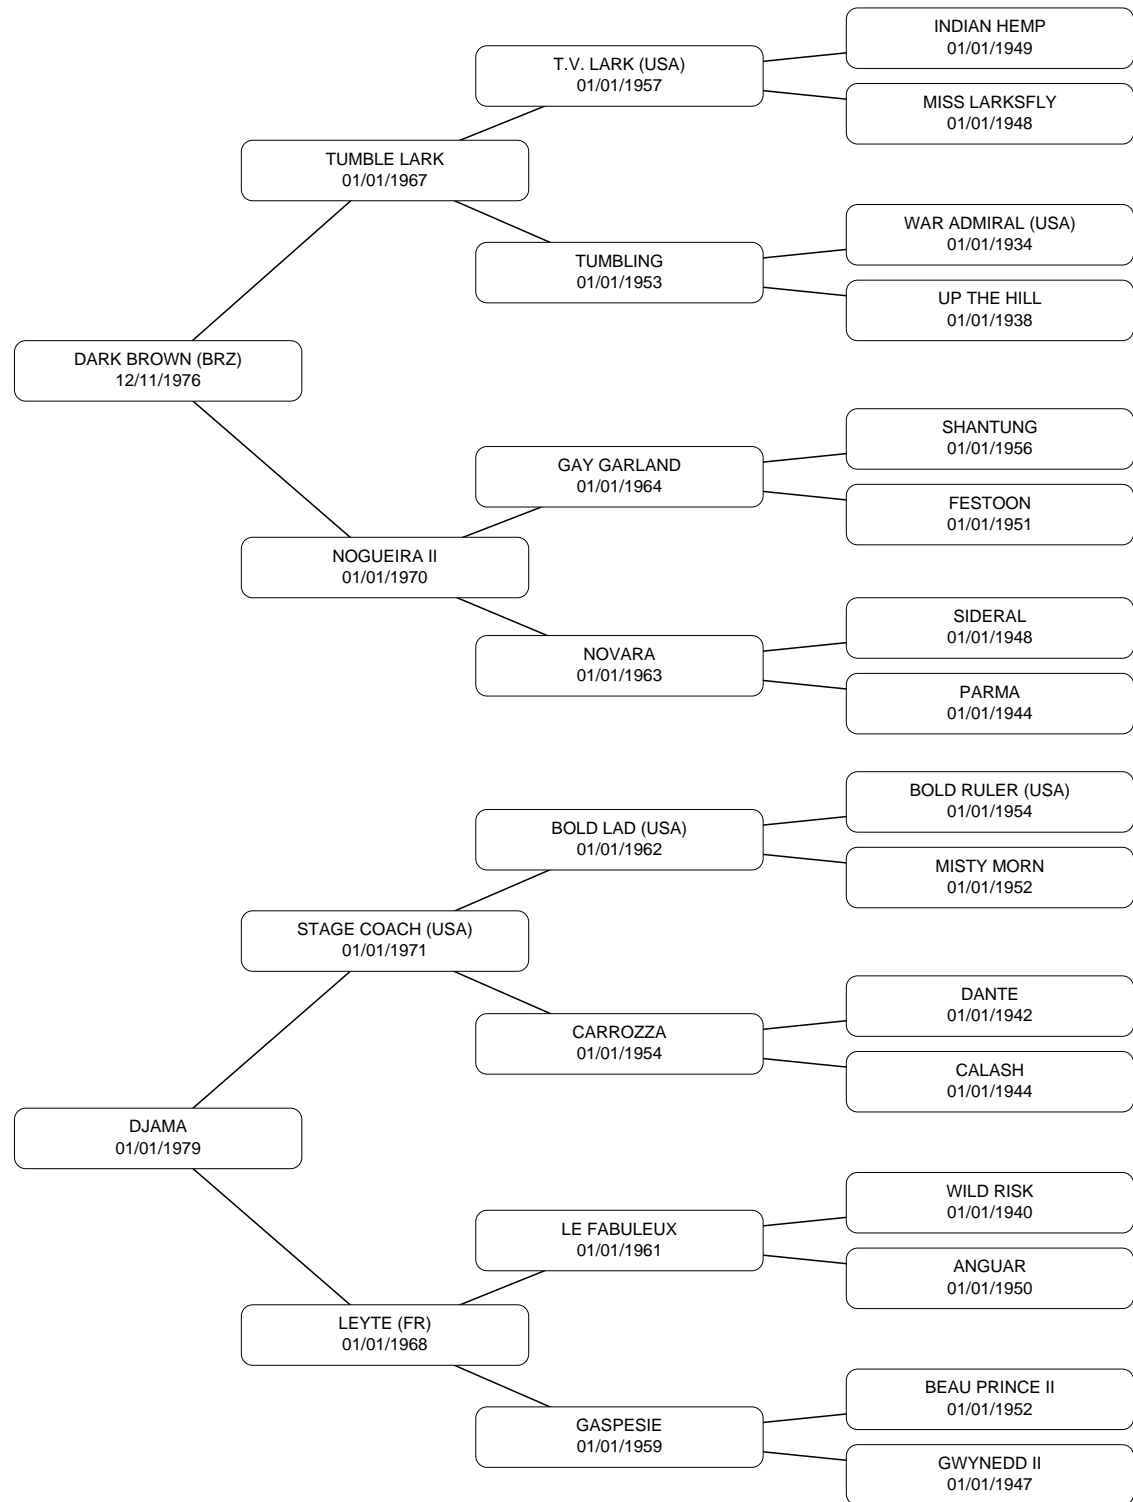 INDIAN HEMP
01/01/1949
T.V. LARK (USA)
01/01/1957
MISS LARKSFLY
01/01/1948
TUMBLE LARK
01/01/1967
WAR ADMIRAL (USA)
01/01/1934
TUMBLING
01/01/1953
UP THE HILL
01/01/1938
DARK BROWN (BRZ)
12/11/1976
SHANTUNG
01/01/1956
GAY GARLAND
01/01/1964
FESTOON
01/01/1951
NOGUEIRA II
01/01/1970
SIDERAL
01/01/1948
NOVARA
01/01/1963
PARMA
01/01/1944
BOLD RULER (USA)
01/01/1954
BOLD LAD (USA)
01/01/1962
MISTY MORN
01/01/1952
STAGE COACH (USA)
01/01/1971
DANTE
01/01/1942
CARROZZA
01/01/1954
CALASH
01/01/1944
DJAMA
01/01/1979
WILD RISK
01/01/1940
LE FABULEUX
01/01/1961
ANGUAR
01/01/1950
LEYTE (FR)
01/01/1968
BEAU PRINCE II
01/01/1952
GASPESIE
01/01/1959
GWYNEDD II
01/01/1947